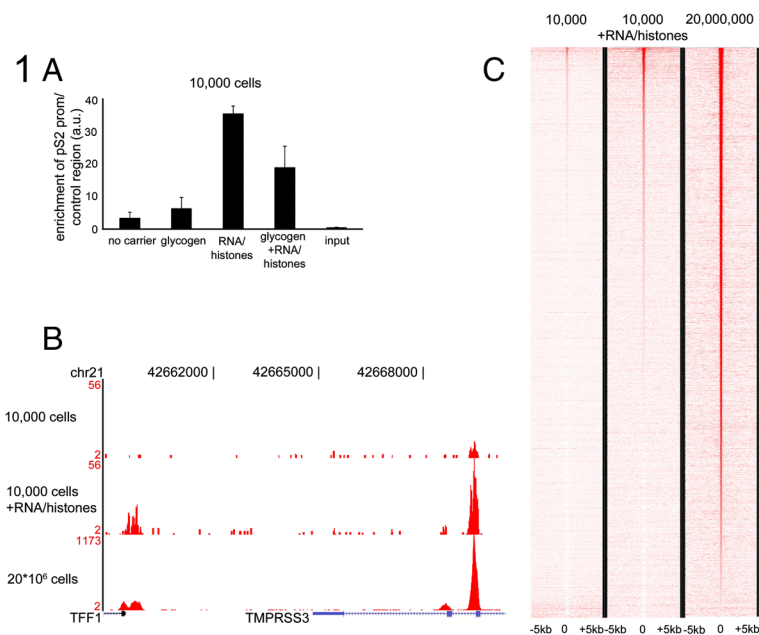 1 A
10,000 cells
enrichment of pS2 prom/
control region (a.u.)
40
30
20
10
0
no carrier
glycogen
RNA/
histones
glycogen
+RNA/
histones
input
B
chr21
42662000 |
42665000 |
42668000 |
56
10,000 cells
2
56
10,000 cells
+RNA/histones
2
1173
20*10⁶ cells
2
TFF1
TMPRSS3
C
10,000
10,000
+RNA/histones
20,000,000
-5kb 0 +5kb
-5kb 0 +5kb
-5kb 0 +5kb